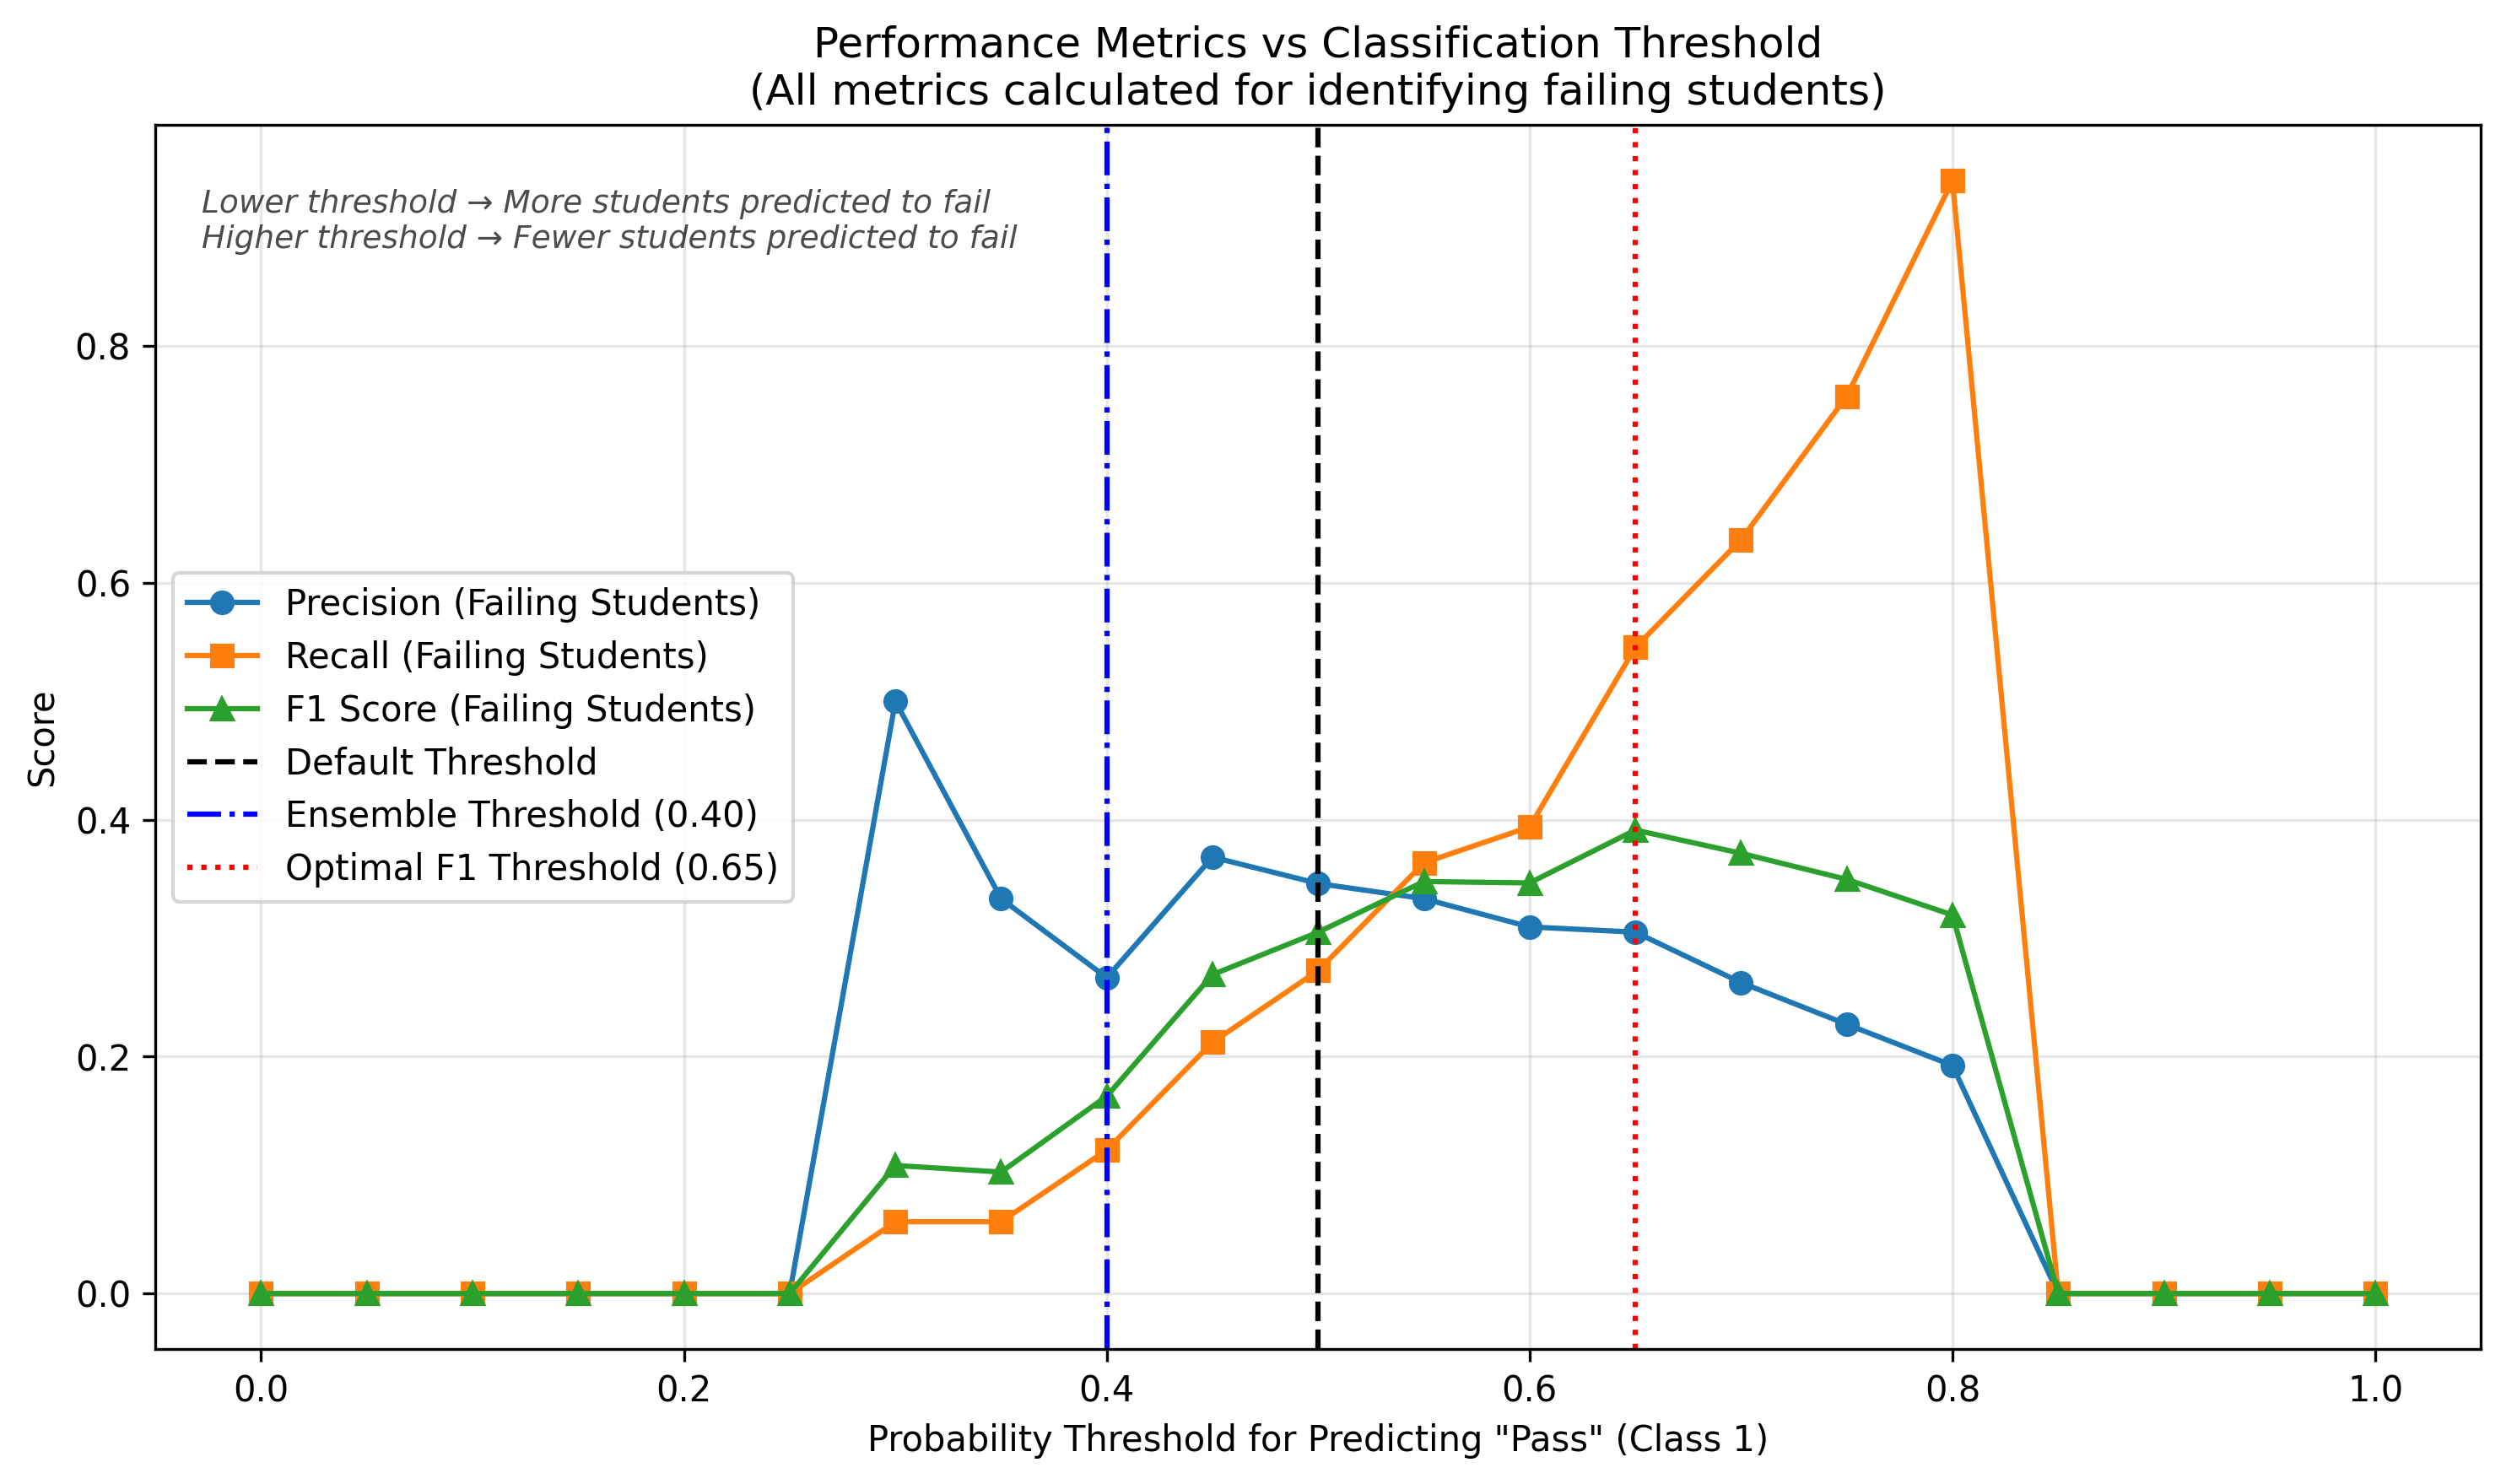 Performance Metrics vs Classification Threshold
(All metrics calculated for identifying failing students)
Lower threshold → More students predicted to fail
Higher threshold → Fewer students predicted to fail
Score
0.8
0.6
0.4
0.2
0.0
Precision (Failing Students)
Recall (Failing Students)
F1 Score (Failing Students)
Default Threshold
Ensemble Threshold (0.40)
Optimal F1 Threshold (0.65)
0.0 0.2 0.4 0.6 0.8 1.0
Probability Threshold for Predicting "Pass" (Class 1)